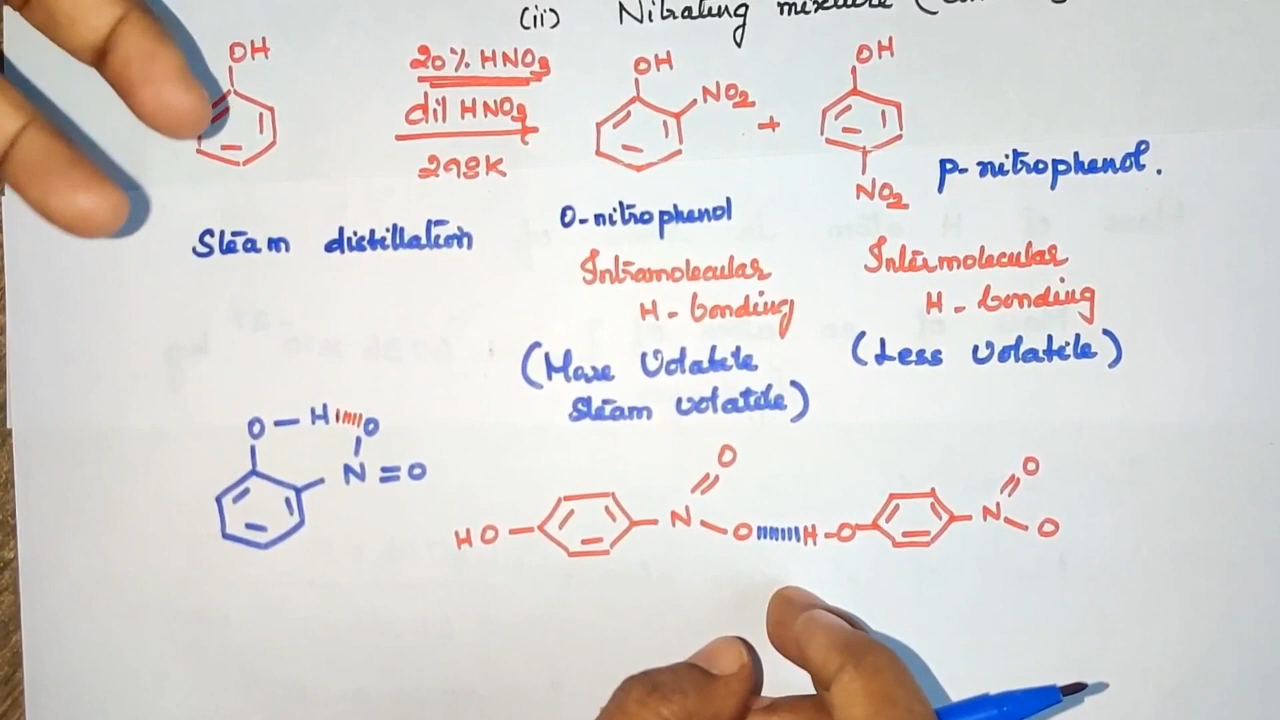 (ii) Nitrating mixture (
OH
20% HNO3
dil HNO3
298K
OH
NO2
+
OH
NO2
p-nitrophenol.
O-nitrophenol
Steam distillation
Intramolecular
H - bonding
Intermolecular
H - bonding
(More Volatile
Steam volatile)
(Less volatile)
O - H O
N = O
HO
N
O
O
H - O
N
O
O